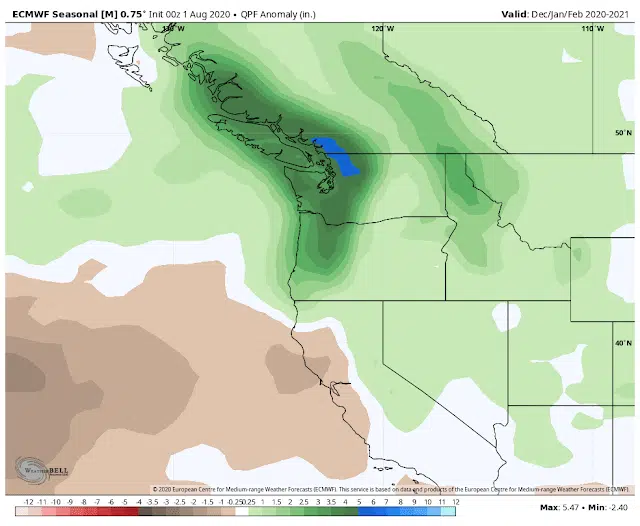 ECMWF Seasonal [M] 0.75° Init 00z 1 Aug 2020 • QPF Anomaly (in.) Valid: Dec/Jan/Feb 2020-2021
120°W 110°W
50°N
40°N
WEATHERBELL
© 2020 European Centre for Medium-range Weather Forecasts (ECMWF). This service is based on data and products of the European Centre for Medium-range Weather Forecasts (ECMWF).
-12 -11 -10 -9 -8 -7 -6 -5 -4 -3.5 -3 -2.5 -2 -1.5 -1 -0.25 0.25 1 1.5 2 2.5 3 3.5 4 5 6 7 8 9 10 11 12 Max: 5.47 • Min: -2.40